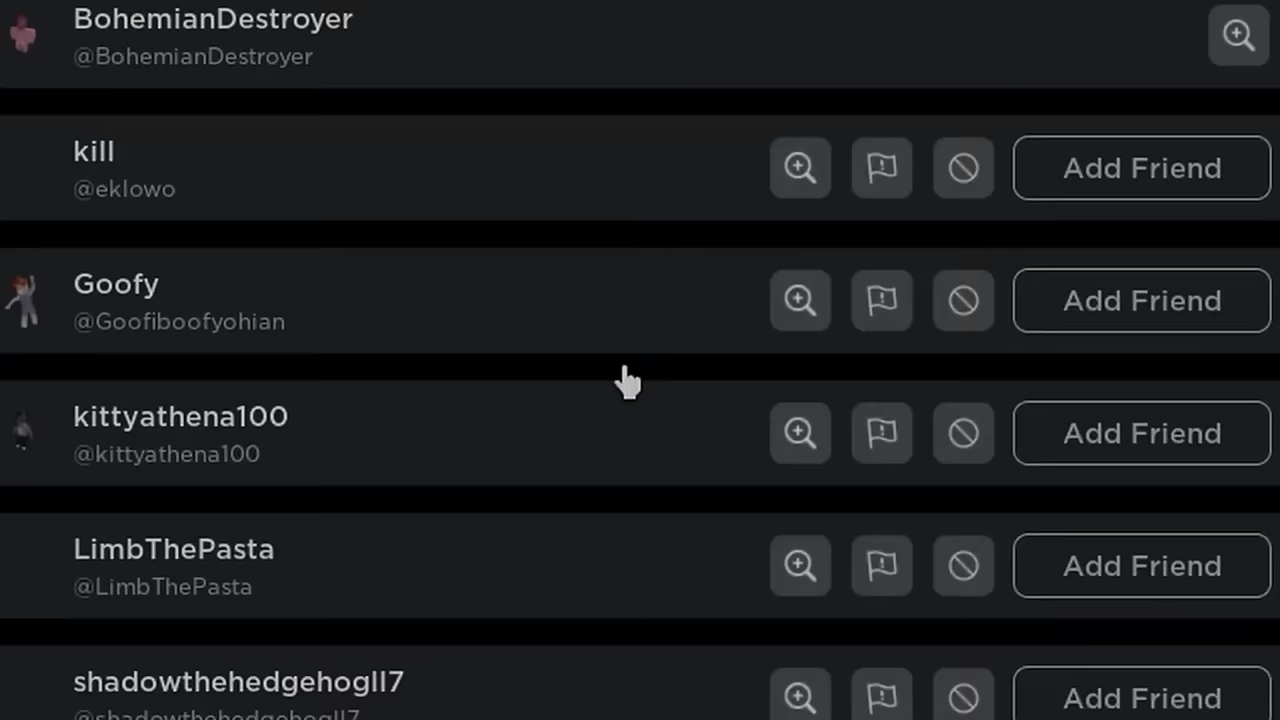 BohemianDestroyer
@BohemianDestroyer
kill
@eklowo
Add Friend
Goofy
@Goofiboofyohian
Add Friend
kittyathena100
@kittyathena100
Add Friend
LimbThePasta
@LimbThePasta
Add Friend
shadowthehedgehogll7
@shadowthehedgehogll7
Add Friend